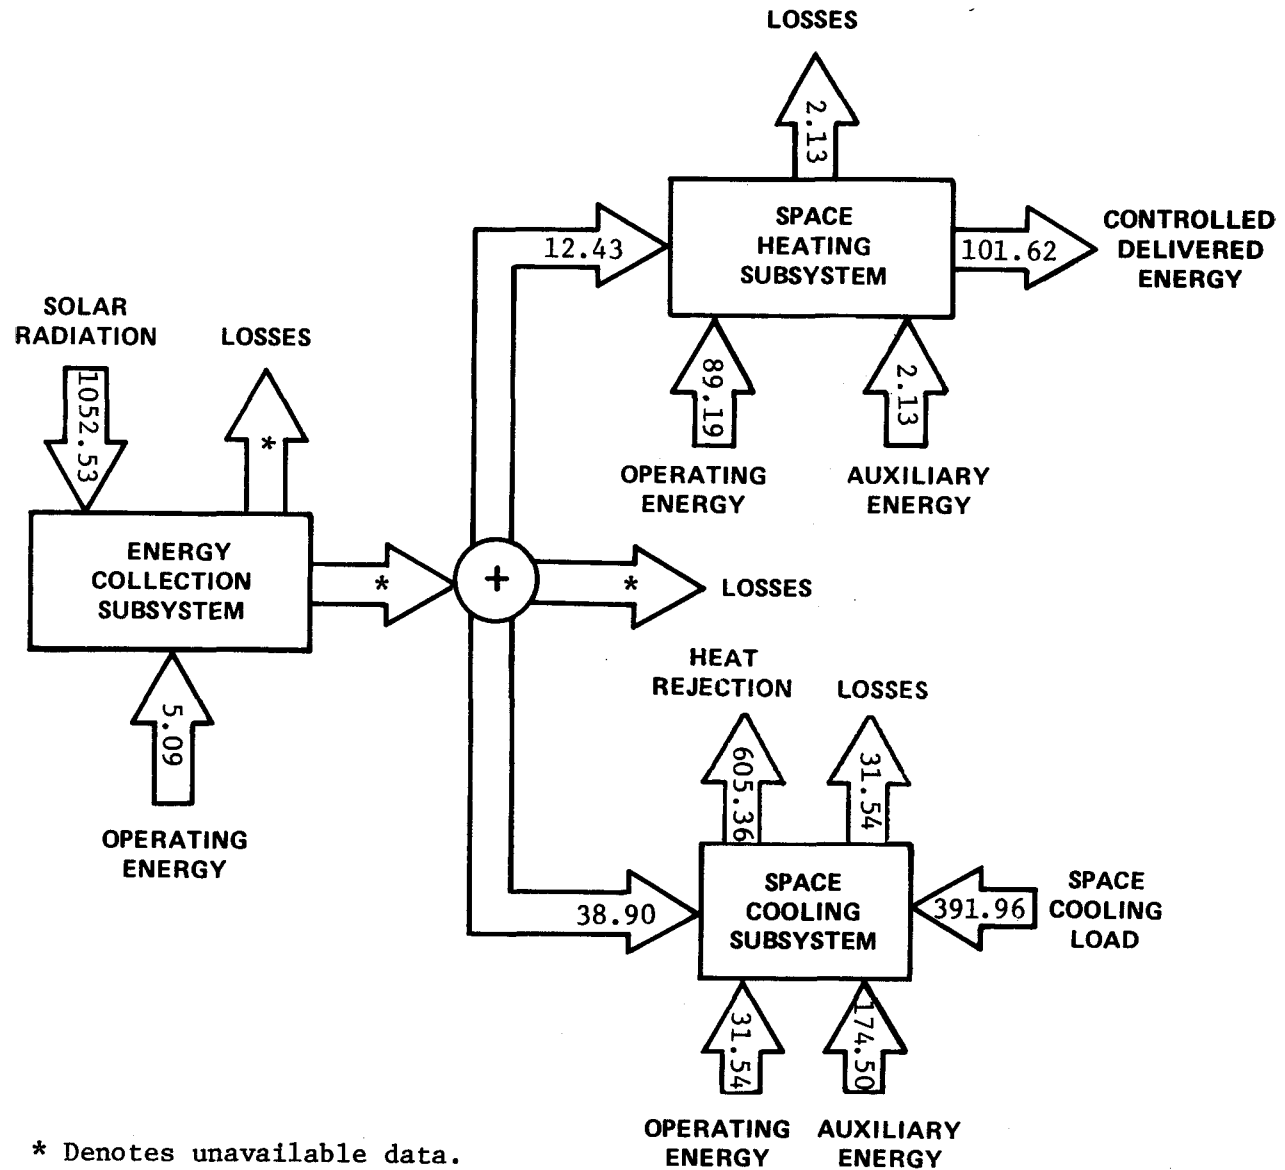 LOSSES
2.13
SPACE
HEATING
SUBSYSTEM
12.43
101.62
CONTROLLED
DELIVERED
ENERGY
89.19
2.13
OPERATING
ENERGY
AUXILIARY
ENERGY
SOLAR
RADIATION
LOSSES
1052.53
*
ENERGY
COLLECTION
SUBSYSTEM
*
+
*
LOSSES
5.09
OPERATING
ENERGY
HEAT
REJECTION
LOSSES
605.36
31.54
SPACE
COOLING
SUBSYSTEM
38.90
391.96
SPACE
COOLING
LOAD
31.54
174.50
OPERATING
ENERGY
AUXILIARY
ENERGY
* Denotes unavailable data.